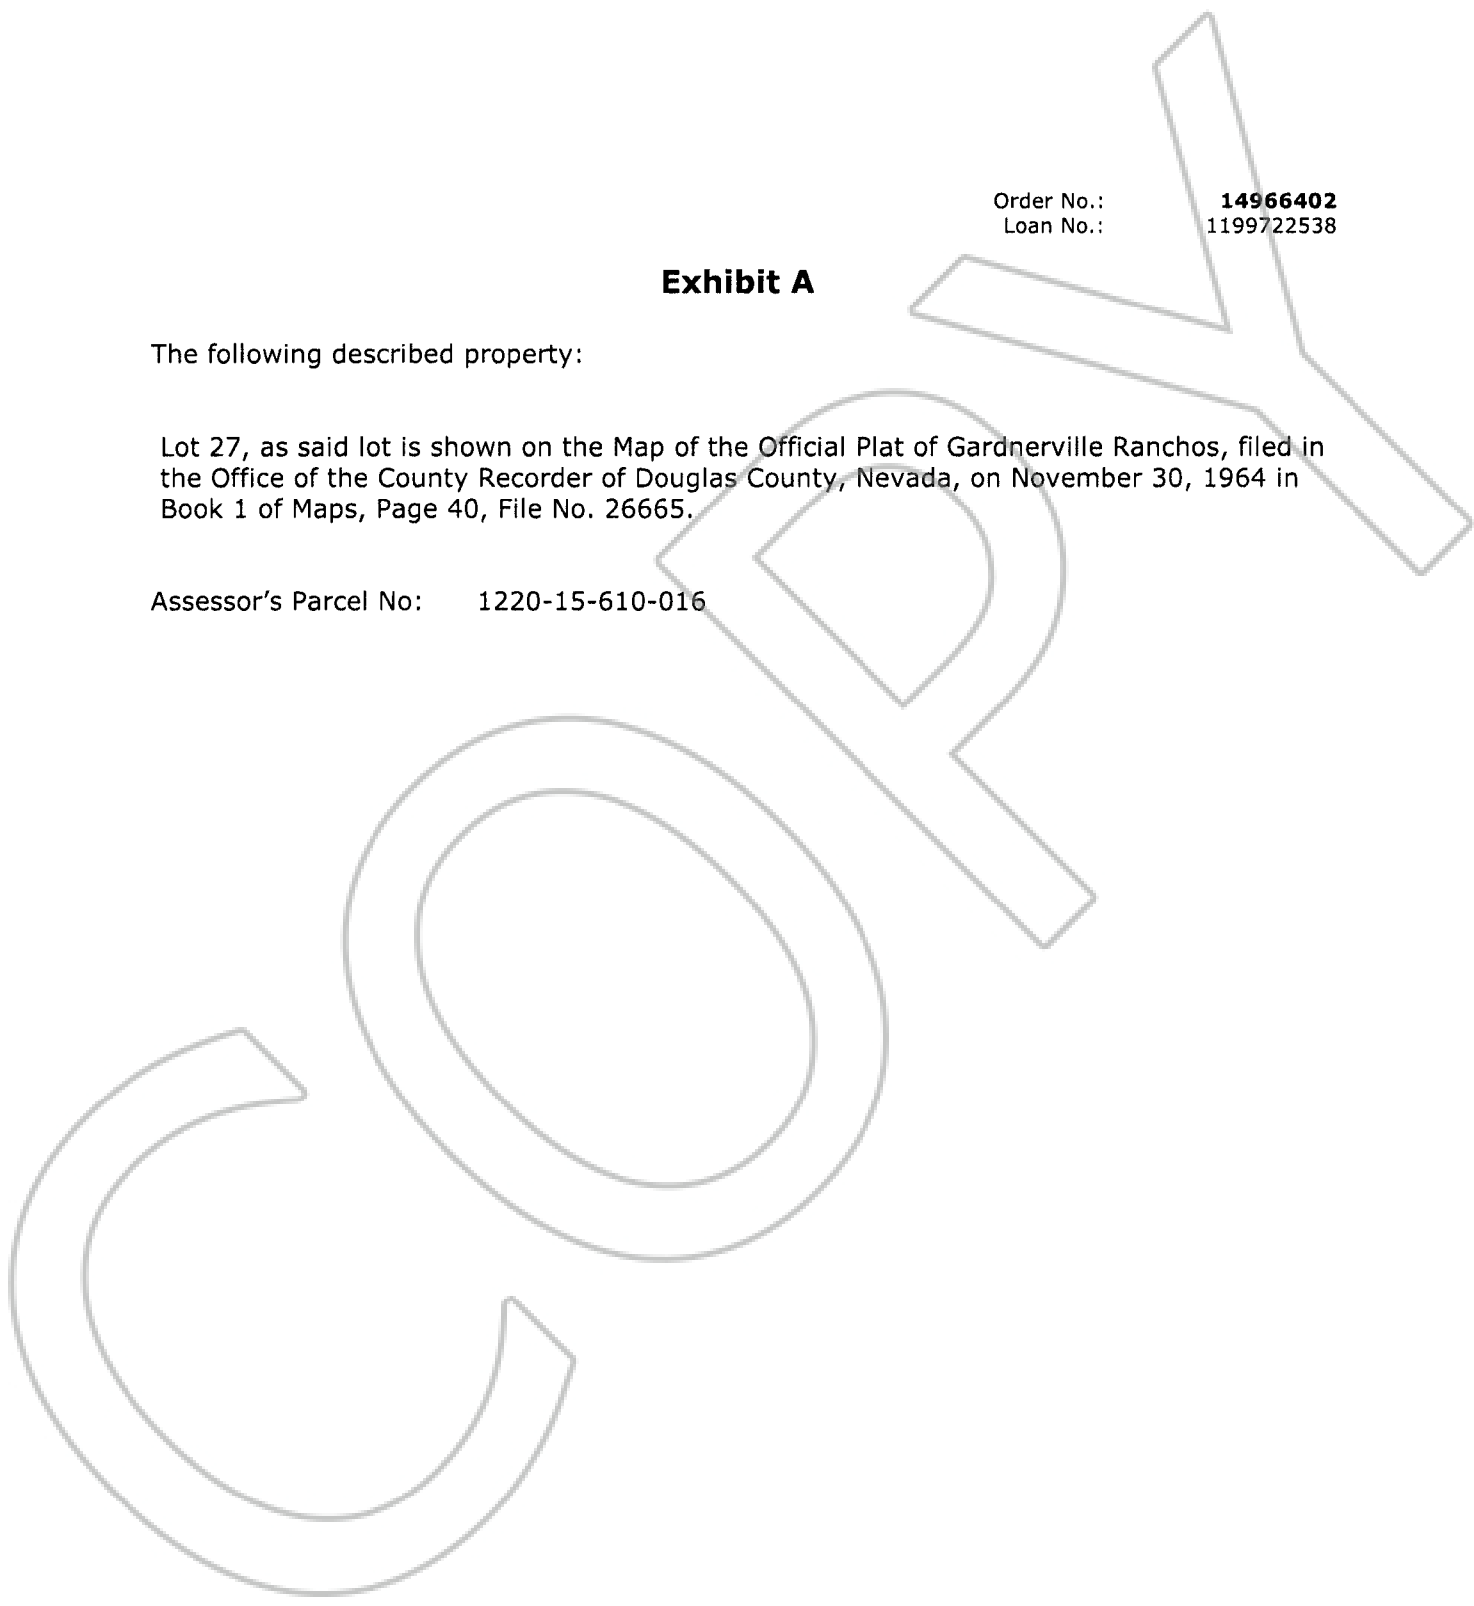 Order No.: 14966402
Loan No.: 1199722538
Exhibit A
The following described property:
Lot 27, as said lot is shown on the Map of the Official Plat of Gardnerville Ranchos, filed in
the Office of the County Recorder of Douglas County, Nevada, on November 30, 1964 in
Book 1 of Maps, Page 40, File No. 26665.
Assessor's Parcel No: 1220-15-610-016
COPY